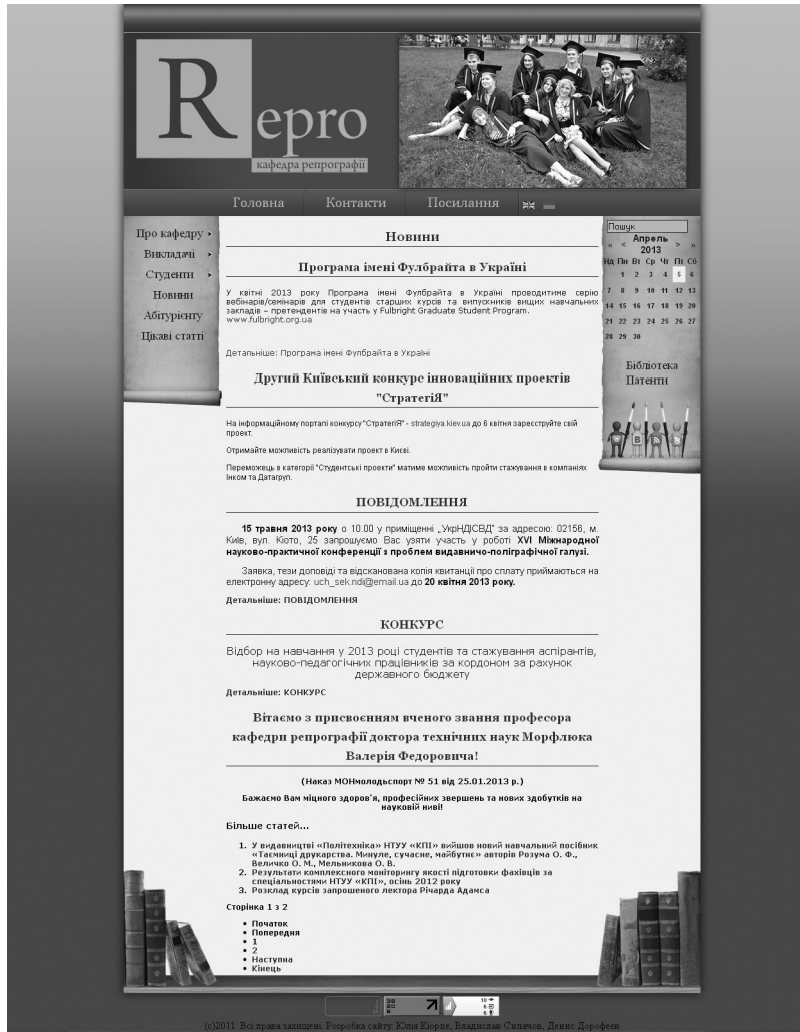 Repro
кафедра репрографії
Головна Контакти Посилання
Про кафедру
Викладачі
Студенти
Новини
Абітурієнту
Цікаві статті
Новини
Програма імені Фулбрайта в Україні
У квітні 2013 року Програма імені Фулбрайта в Україні проводитиме серію
вебінарів/семінарів для студентів старших курсів та випускників вищих навчальних
закладів – претендентів на участь у Fulbright Graduate Student Program.
www.fulbright.org.ua
Детальніше: Програма імені Фулбрайта в Україні
Другий Київський конкурс інноваційних проектів
"СтратегіЯ"
На інформаційному порталі конкурсу "СтратегіЯ" - strategiya.kiev.ua до 6 квітня зареєструйте свій
проект.
Отримайте можливість реалізувати проект в Києві.
Переможець в категорії "Студентські проекти" матиме можливість пройти стажування в компаніях
Інком та Датагруп.
ПОВІДОМЛЕННЯ
15 травня 2013 року о 10.00 у приміщенні „УкрНДІСВД" за адресою: 02156, м.
Київ, вул. Кіото, 25 запрошуємо Вас узяти участь у роботі XVI Міжнародної
науково-практичної конференції з проблем видавничо-поліграфічної галузі.
Заявка, тези доповіді та відсканована копія квитанції про сплату приймаються на
електронну адресу: uch_sek.ndi@email.ua до 20 квітня 2013 року.
Детальніше: ПОВІДОМЛЕННЯ
КОНКУРС
Відбор на навчання у 2013 році студентів та стажування аспірантів,
науково-педагогічних працівників за кордоном за рахунок
державного бюджету
Детальніше: КОНКУРС
Вітаємо з присвоєнням вченого звання професора
кафедри репрографії доктора технічних наук Морфлюка
Валерія Федоровича!
(Наказ МОНмолодьспорт № 51 від 25.01.2013 р.)
Бажаємо Вам міцного здоров'я, професійних звершень та нових здобутків на
науковій ниві!
Більше статей...
1. У видавництві «Політехніка» НТУУ «КПІ» вийшов новий навчальний посібник
«Таємниці друкарства. Минуле, сучасне, майбутнє» авторів Розума О. Ф.,
Величко О. М., Мельникова О. В.
2. Результати комплексного моніторингу якості підготовки фахівців за
спеціальностями НТУУ «КПІ», осінь 2012 року
3. Розклад курсів запрошеного лектора Річарда Адамса
Сторінка 1 з 2
• Початок
• Попередня
• 1
• 2
• Наступна
• Кінець
Пошук
« < Апрель > »
2013
Нд Пн Вт Ср Чт Пт Сб
1 2 3 4 5 6
7 8 9 10 11 12 13
14 15 16 17 18 19 20
21 22 23 24 25 26 27
28 29 30
Бібліотека
Патенти
(c)2011. Всі права захищені. Розробка сайту: Юлія Кюрпе, Владислав Сипячов, Денис Дорофеєв